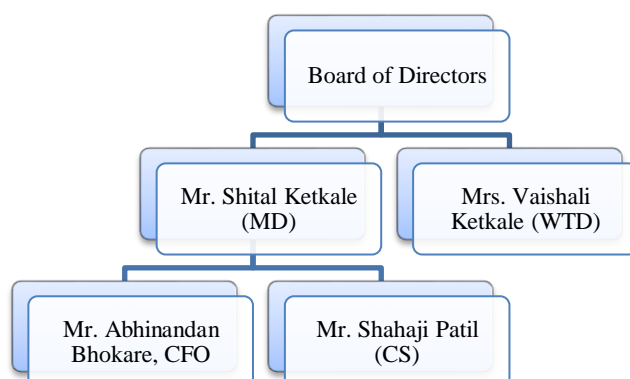 Board of Directors
Mr. Shital Ketkale
(MD)
Mrs. Vaishali
Ketkale (WTD)
Mr. Abhinandan
Bhokare, CFO
Mr. Shahaji Patil
(CS)